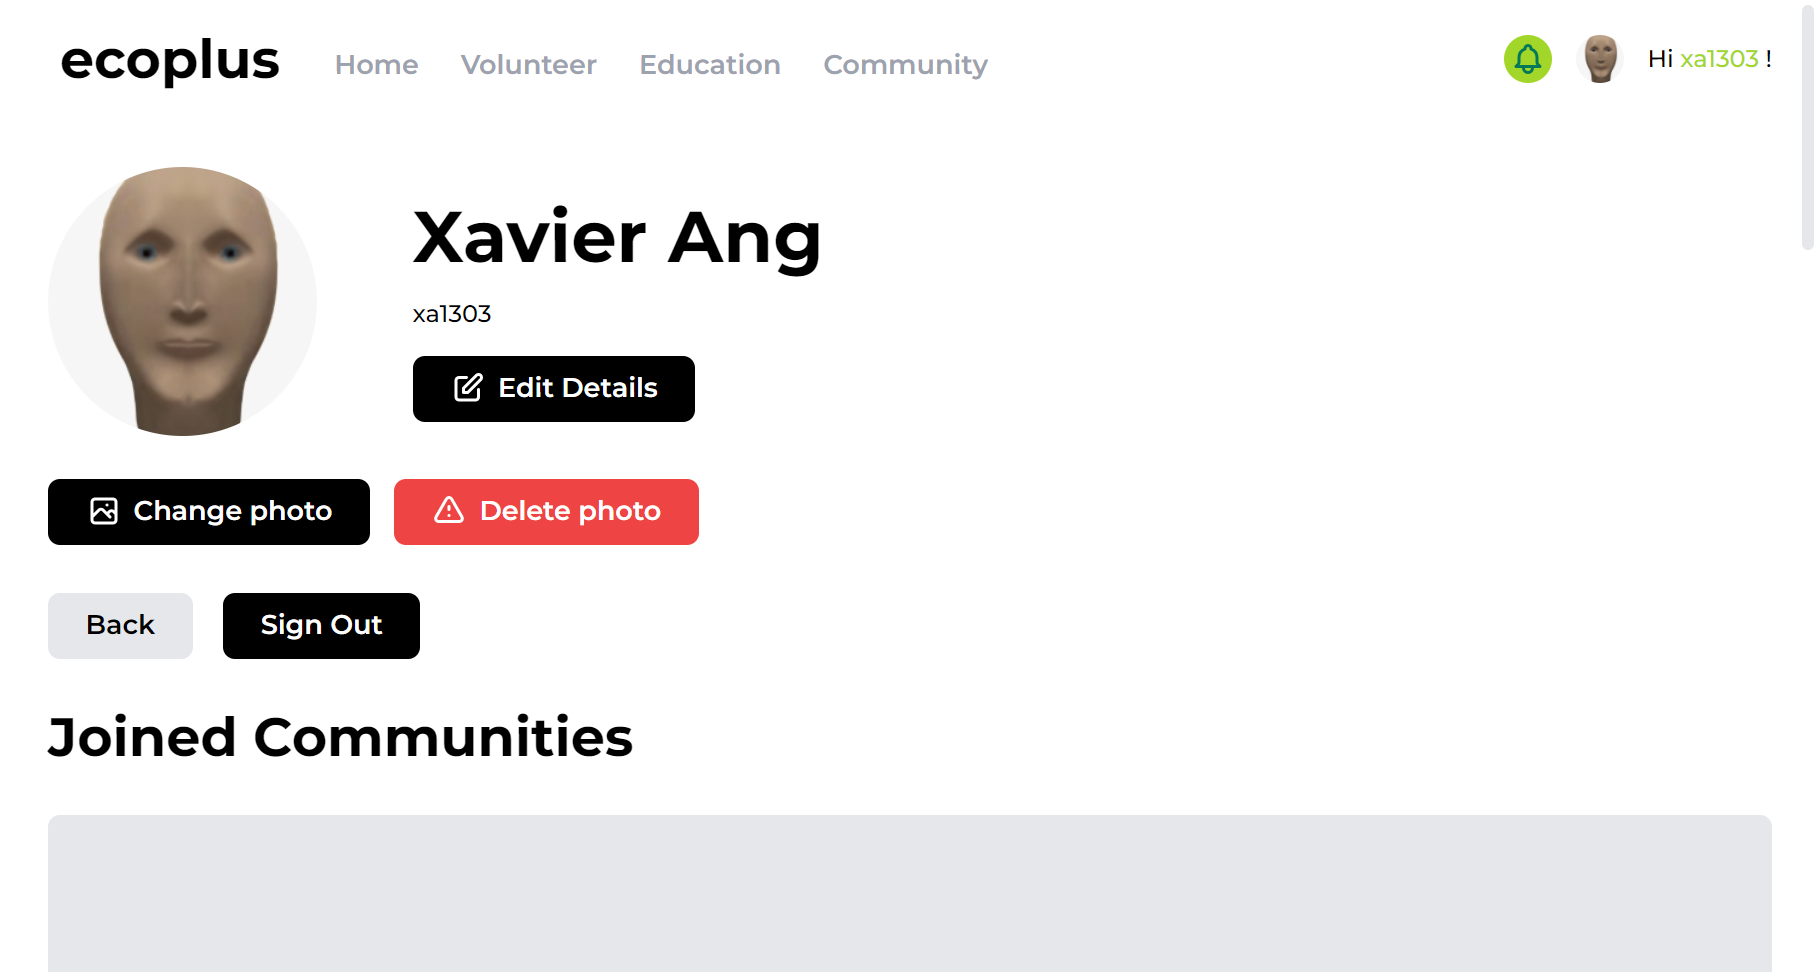 ecoplus
Home Volunteer Education Community
Hi xa1303 !
Xavier Ang
xa1303
Edit Details
Change photo
Delete photo
Back
Sign Out
Joined Communities